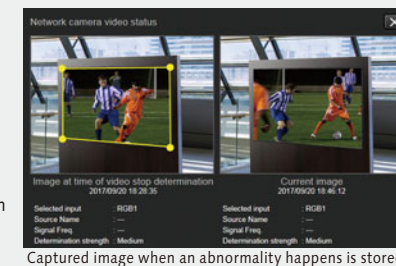 Network camera video status
Image at time of video stop determination
2017/09/20 18:28:35
Selected input : RGB1
Source Name : ---
Signal Freq. : ---
Determination strength : Medium
Current image
2017/09/20 18:46:12
Selected input : RGB1
Source Name : ---
Signal Freq. : ---
Determination strength : Medium
Captured image when an abnormality happens is store